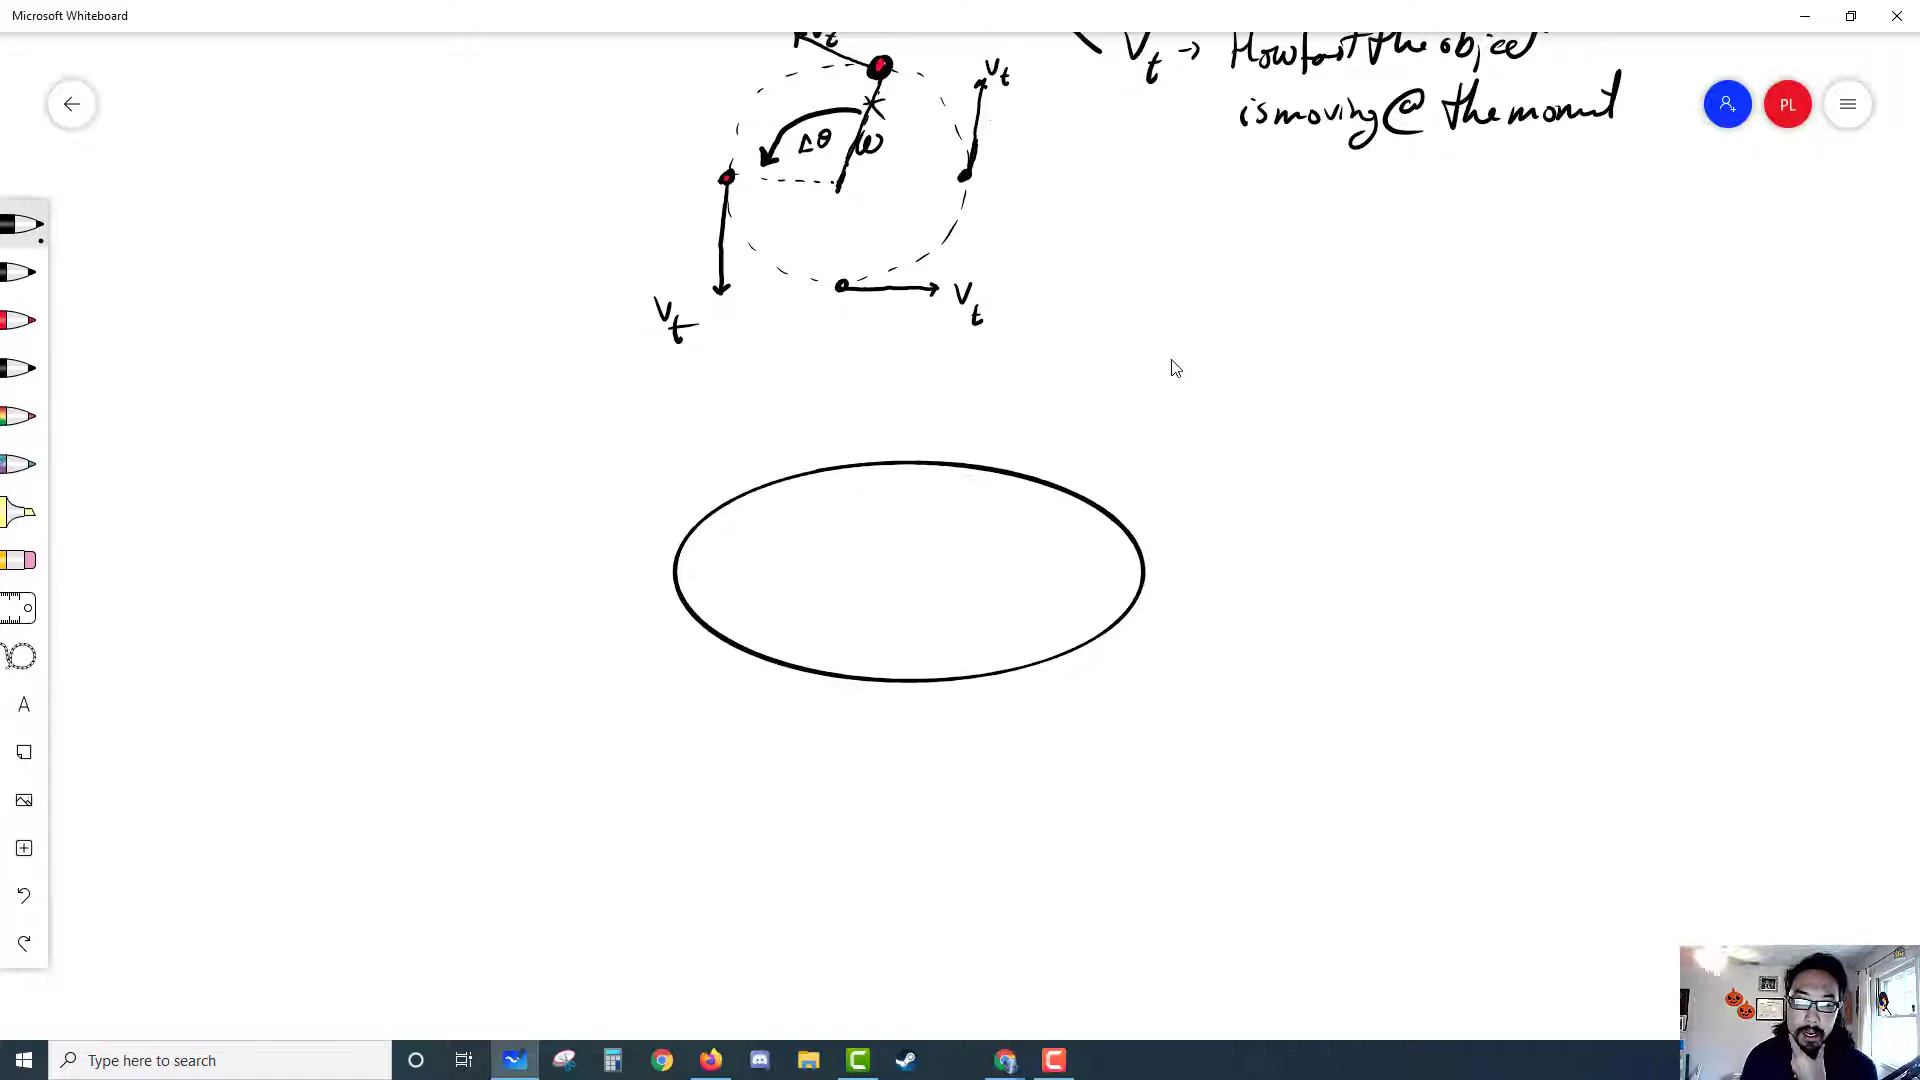 Microsoft Whiteboard
Vt
Vt → How fast the object
is moving @ the moment
Vt
Δθ
ω
Vt
Vt
PL
A
Type here to search